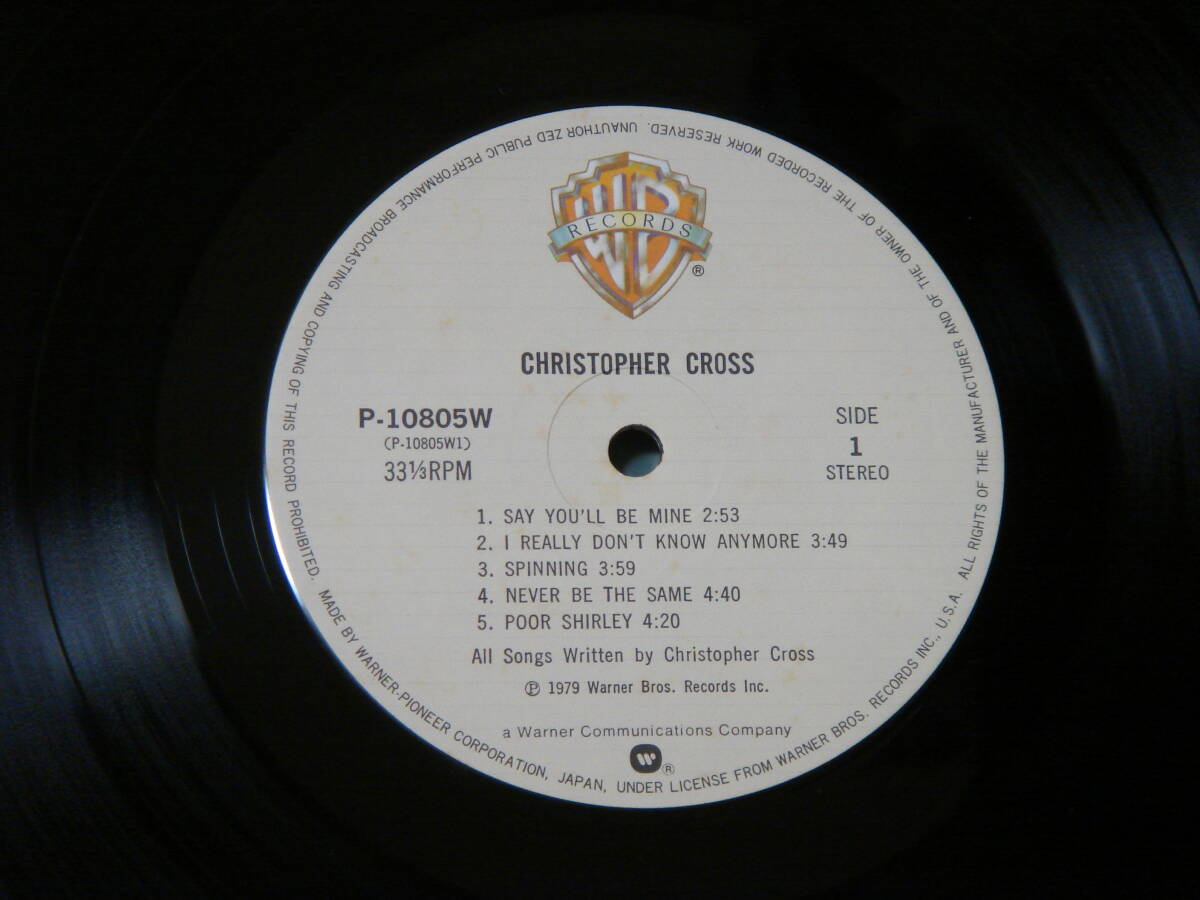 WB
RECORDS
®
CHRISTOPHER CROSS
P-10805W
(P-10805W1)
33⅓RPM
SIDE
1
STEREO
1. SAY YOU'LL BE MINE 2:53
2. I REALLY DON'T KNOW ANYMORE 3:49
3. SPINNING 3:59
4. NEVER BE THE SAME 4:40
5. POOR SHIRLEY 4:20
All Songs Written by Christopher Cross
℗ 1979 Warner Bros. Records Inc.
a Warner Communications Company
W ®
MADE BY WARNER-PIONEER CORPORATION, JAPAN, UNDER LICENSE FROM WARNER BROS. RECORDS INC., U.S.A. ALL RIGHTS OF THE MANUFACTURER AND OF THE OWNER OF THE RECORDED WORK RESERVED. UNAUTHOR ZED PUBLIC PERFORMANCE BROADCASTING AND COPYING OF THIS RECORD PROHIBITED.